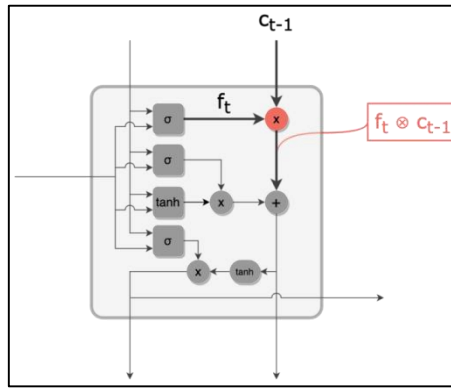 c_{t-1}
f_t
σ
x
f_t ⊗ c_{t-1}
σ
tanh
x
+
σ
x
tanh